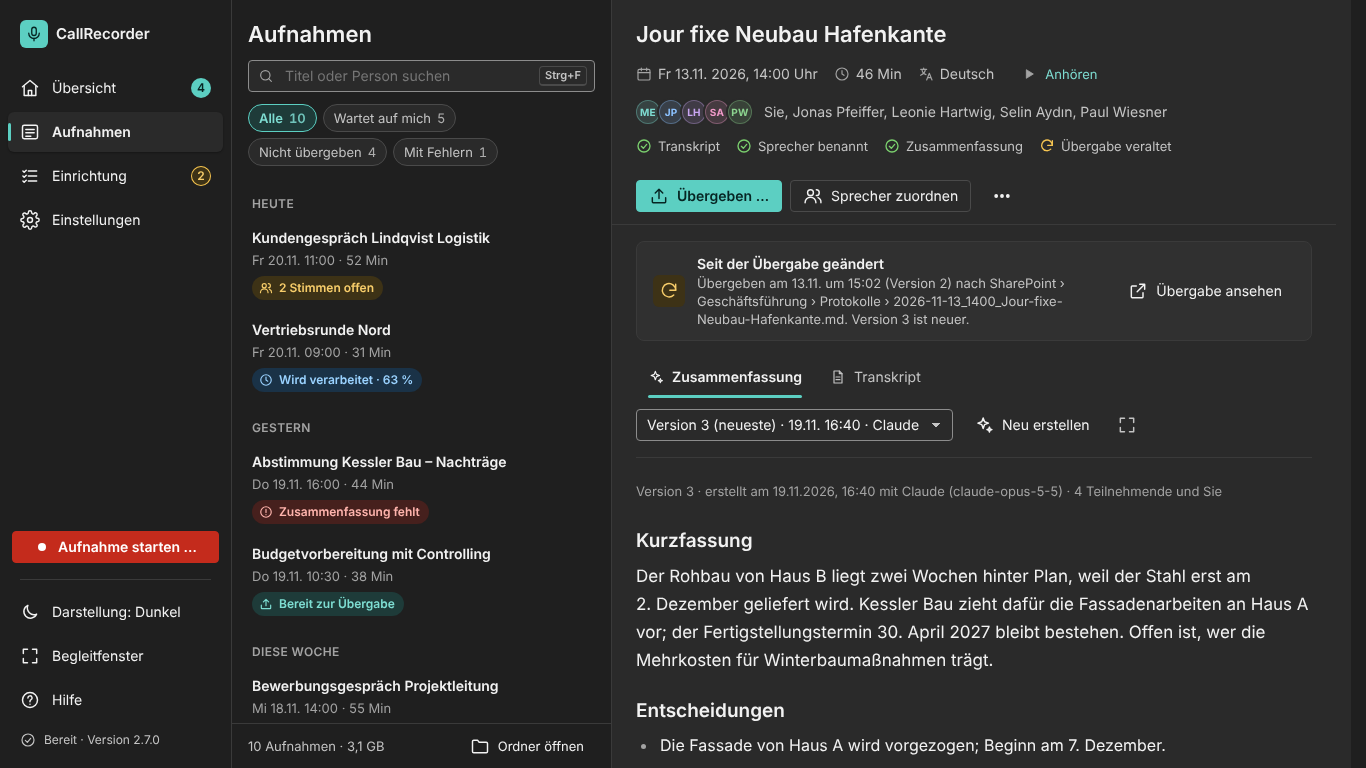 CallRecorder
Übersicht 4
Aufnahmen
Einrichtung 2
Einstellungen
Aufnahme starten ...
Darstellung: Dunkel
Begleitfenster
Hilfe
Bereit · Version 2.7.0
Aufnahmen
Titel oder Person suchen Strg+F
Alle 10 Wartet auf mich 5
Nicht übergeben 4 Mit Fehlern 1
HEUTE
Kundengespräch Lindqvist Logistik
Fr 20.11. 11:00 · 52 Min
2 Stimmen offen
Vertriebsrunde Nord
Fr 20.11. 09:00 · 31 Min
Wird verarbeitet · 63 %
GESTERN
Abstimmung Kessler Bau – Nachträge
Do 19.11. 16:00 · 44 Min
Zusammenfassung fehlt
Budgetvorbereitung mit Controlling
Do 19.11. 10:30 · 38 Min
Bereit zur Übergabe
DIESE WOCHE
Bewerbungsgespräch Projektleitung
Mi 18.11. 14:00 · 55 Min
10 Aufnahmen · 3,1 GB Ordner öffnen
Jour fixe Neubau Hafenkante
Fr 13.11. 2026, 14:00 Uhr 46 Min Deutsch Anhören
ME JP LH SA PW Sie, Jonas Pfeiffer, Leonie Hartwig, Selin Aydın, Paul Wiesner
Transkript Sprecher benannt Zusammenfassung Übergabe veraltet
Übergeben ... Sprecher zuordnen
Seit der Übergabe geändert
Übergeben am 13.11. um 15:02 (Version 2) nach SharePoint ›
Geschäftsführung › Protokolle › 2026-11-13_1400_Jour-fixe-
Neubau-Hafenkante.md. Version 3 ist neuer.
Übergabe ansehen
Zusammenfassung Transkript
Version 3 (neueste) · 19.11. 16:40 · Claude Neu erstellen
Version 3 · erstellt am 19.11.2026, 16:40 mit Claude (claude-opus-5-5) · 4 Teilnehmende und Sie
Kurzfassung
Der Rohbau von Haus B liegt zwei Wochen hinter Plan, weil der Stahl erst am
2. Dezember geliefert wird. Kessler Bau zieht dafür die Fassadenarbeiten an Haus A
vor; der Fertigstellungstermin 30. April 2027 bleibt bestehen. Offen ist, wer die
Mehrkosten für Winterbaumaßnahmen trägt.
Entscheidungen
• Die Fassade von Haus A wird vorgezogen; Beginn am 7. Dezember.